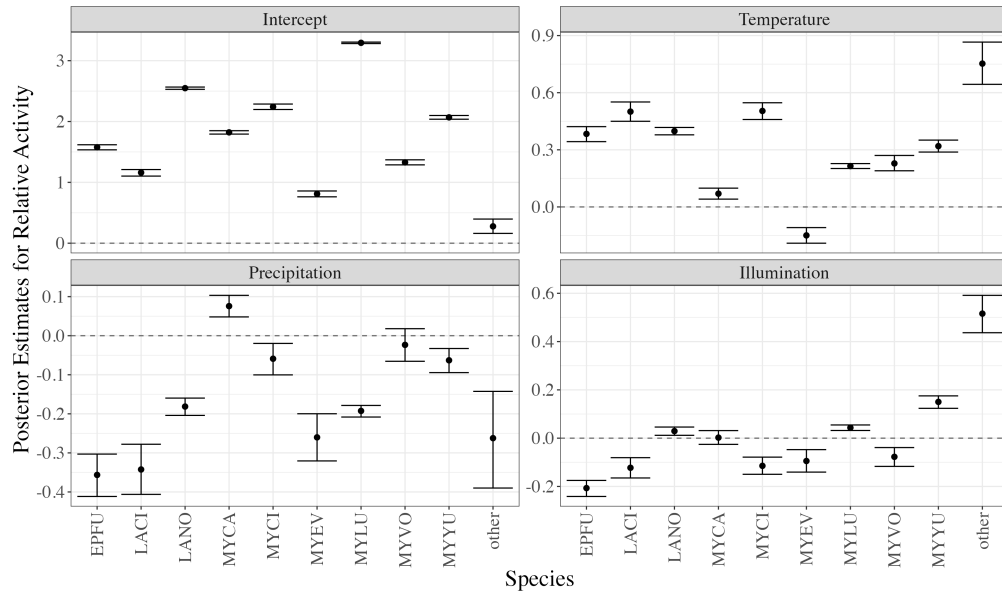 Intercept
Temperature
3
2
1
0
0.9
0.6
0.3
0.0
Posterior Estimates for Relative Activity
Precipitation
Illumination
0.1
0.0
-0.1
-0.2
-0.3
-0.4
0.6
0.4
0.2
0.0
-0.2
EPFU
LACI
LANO
MYCA
MYCI
MYEV
MYLU
MYVO
MYYU
other
EPFU
LACI
LANO
MYCA
MYCI
MYEV
MYLU
MYVO
MYYU
other
Species